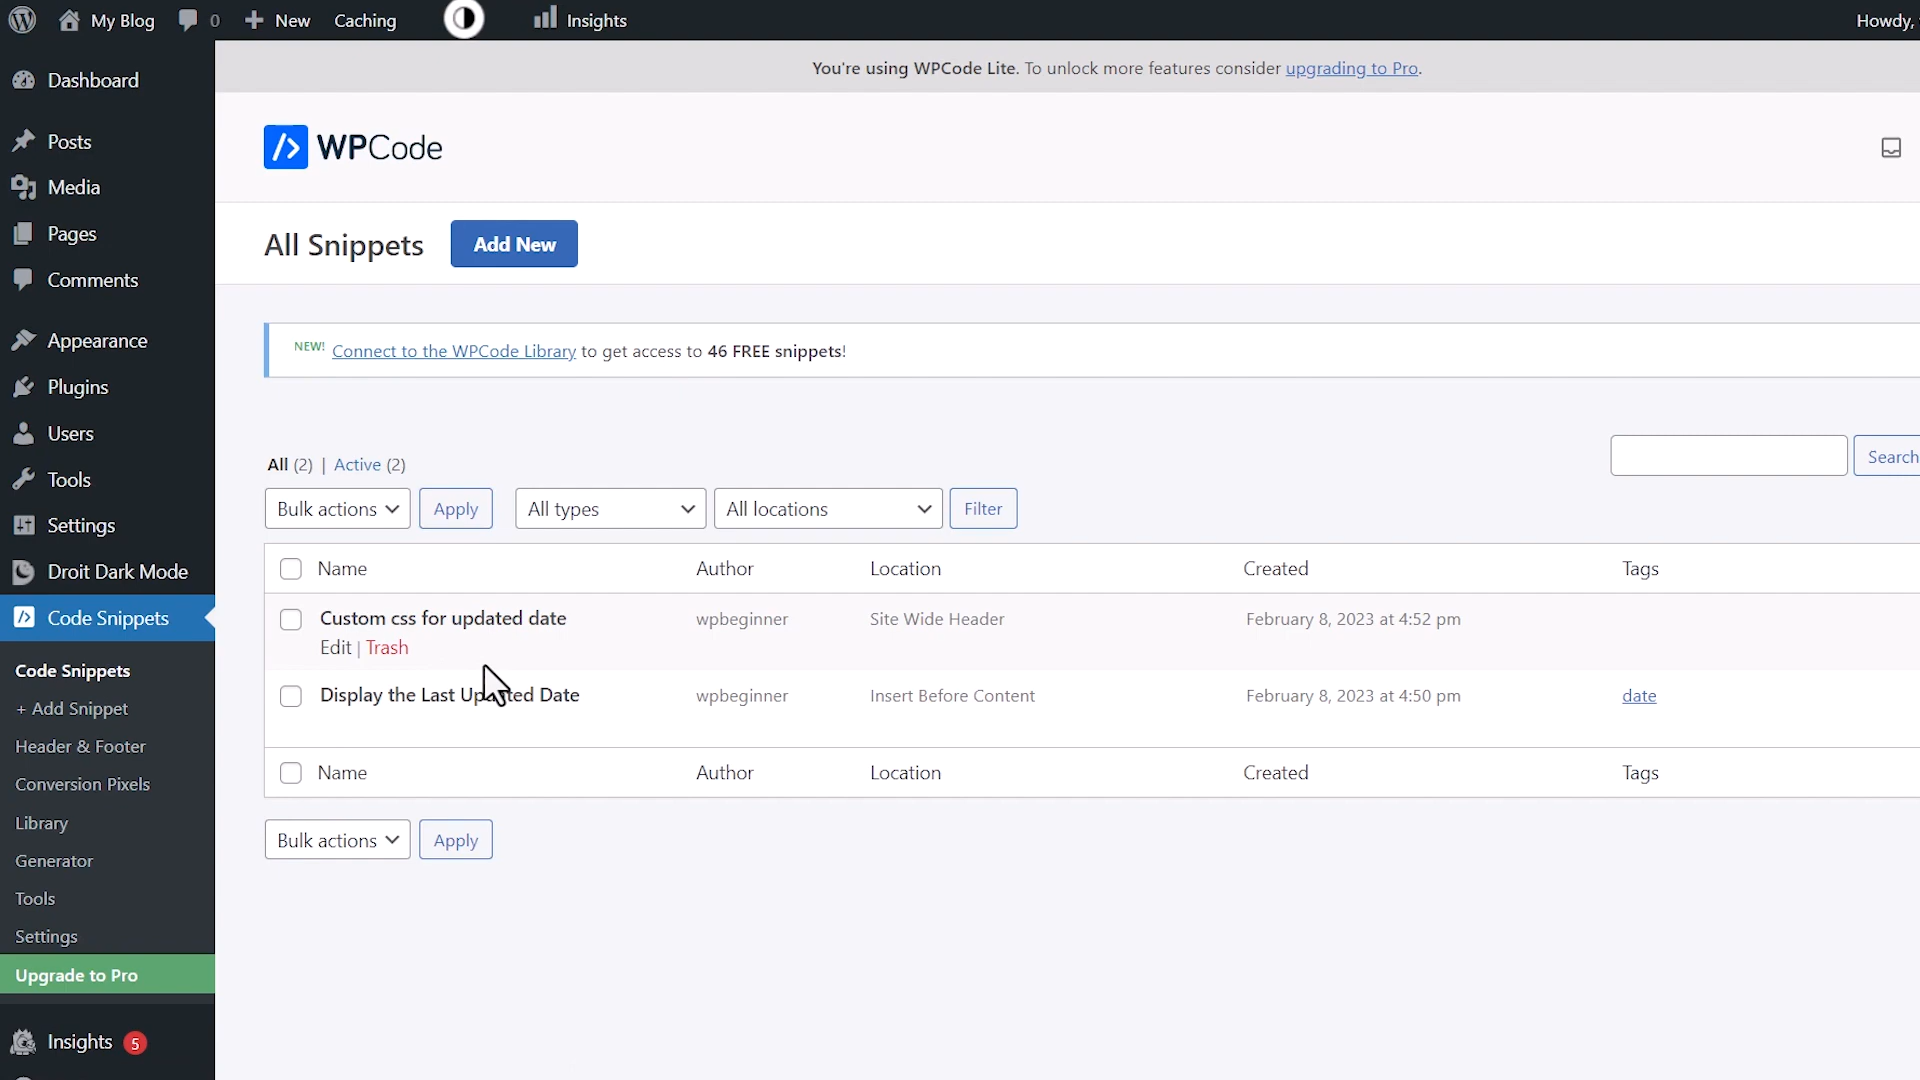 My Blog 0 New Caching Insights Howdy,
Dashboard
Posts
Media
Pages
Comments
Appearance
Plugins
Users
Tools
Settings
Droit Dark Mode
Code Snippets
Code Snippets
+ Add Snippet
Header & Footer
Conversion Pixels
Library
Generator
Tools
Settings
Upgrade to Pro
Insights 5
You're using WPCode Lite. To unlock more features consider upgrading to Pro.
WPCode
All Snippets Add New
NEW! Connect to the WPCode Library to get access to 46 FREE snippets!
Search
All (2) | Active (2)
Bulk actions Apply All types All locations Filter
Name Author Location Created Tags
Custom css for updated date wpbeginner Site Wide Header February 8, 2023 at 4:52 pm
Edit | Trash
Display the Last Updated Date wpbeginner Insert Before Content February 8, 2023 at 4:50 pm date
Name Author Location Created Tags
Bulk actions Apply